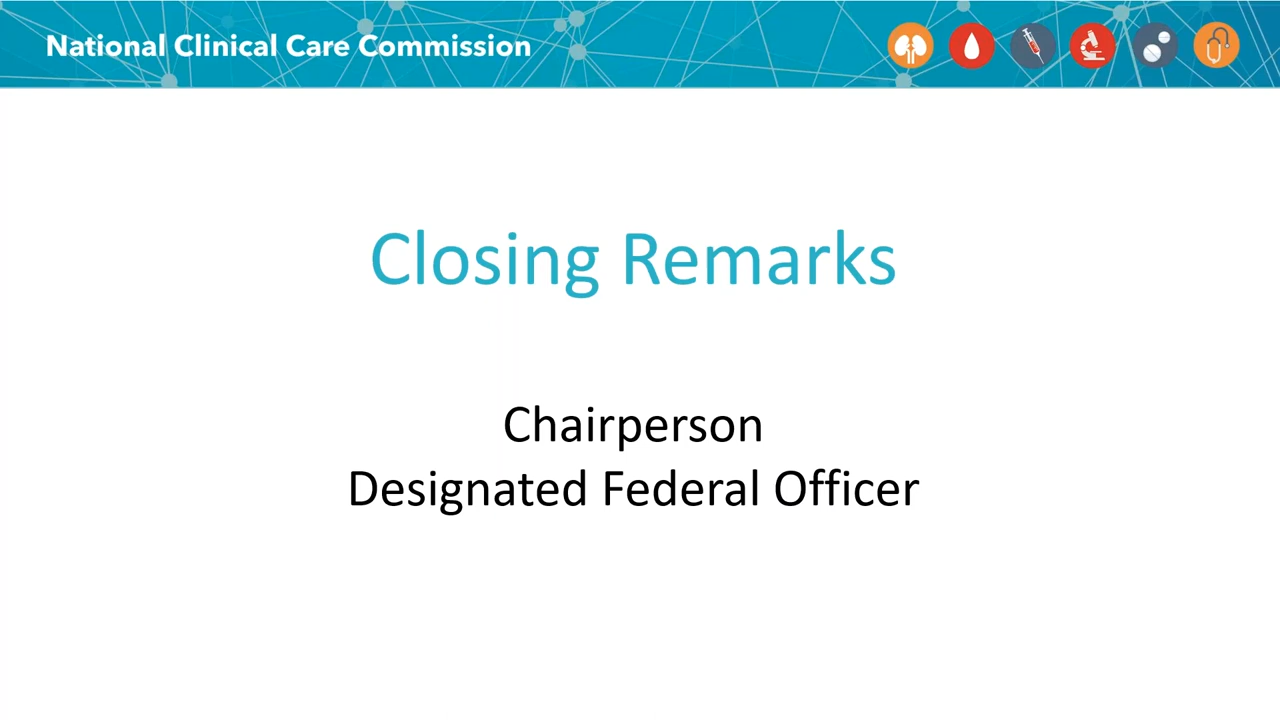 National Clinical Care Commission
Closing Remarks
Chairperson
Designated Federal Officer